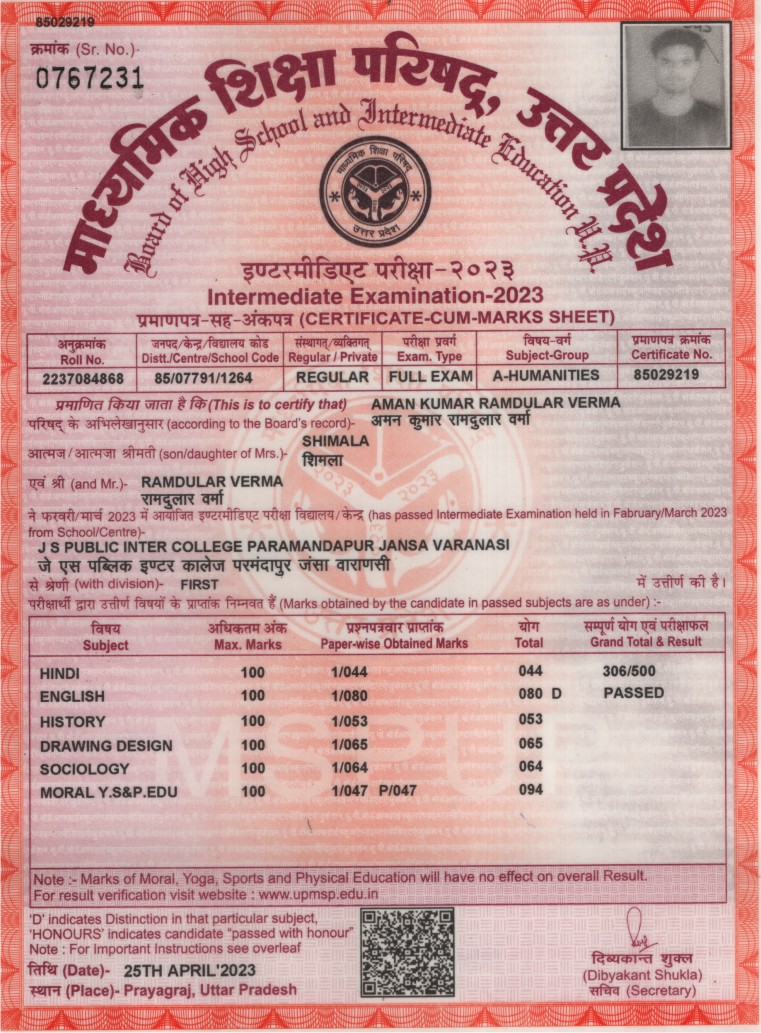 85029219
क्रमांक (Sr. No.)-
0767231
माध्यमिक शिक्षा परिषद्, उत्तर प्रदेश
Board of High School and Intermediate Education U.P.
माध्यमिक शिक्षा परिषद
उत्तर प्रदेश
इण्टरमीडिएट परीक्षा-२०२३
Intermediate Examination-2023
प्रमाणपत्र-सह-अंकपत्र (CERTIFICATE-CUM-MARKS SHEET)
अनुक्रमांक जनपद/केन्द्र/विद्यालय कोड संस्थागत्/व्यक्तिगत् परीक्षा प्रवर्ग विषय-वर्ग प्रमाणपत्र क्रमांक
Roll No. Distt./Centre/School Code Regular / Private Exam. Type Subject-Group Certificate No.
2237084868 85/07791/1264 REGULAR FULL EXAM A-HUMANITIES 85029219
प्रमाणित किया जाता है कि(This is to certify that) AMAN KUMAR RAMDULAR VERMA
परिषद् के अभिलेखानुसार (according to the Board's record)- अमन कुमार रामदुलार वर्मा
SHIMALA
आत्मज/आत्मजा श्रीमती (son/daughter of Mrs.)- शिमला
एवं श्री (and Mr.)- RAMDULAR VERMA
रामदुलार वर्मा
ने फरवरी/मार्च 2023 में आयोजित इण्टरमीडिएट परीक्षा विद्यालय/केन्द्र (has passed Intermediate Examination held in Fabruary/March 2023
from School/Centre)-
J S PUBLIC INTER COLLEGE PARAMANDAPUR JANSA VARANASI
जे एस पब्लिक इण्टर कालेज परमंदापुर जंसा वाराणसी
से श्रेणी (with division)- FIRST में उत्तीर्ण की है।
परीक्षार्थी द्वारा उत्तीर्ण विषयों के प्राप्तांक निम्नवत हैं (Marks obtained by the candidate in passed subjects are as under) :-
विषय अधिकतम अंक प्रश्नपत्रवार प्राप्तांक योग सम्पूर्ण योग एवं परीक्षाफल
Subject Max. Marks Paper-wise Obtained Marks Total Grand Total & Result
HINDI 100 1/044 044 306/500
ENGLISH 100 1/080 080 D PASSED
HISTORY 100 1/053 053
DRAWING DESIGN 100 1/065 065
SOCIOLOGY 100 1/064 064
MORAL Y.S&P.EDU 100 1/047 P/047 094
MSPUP
Note :- Marks of Moral, Yoga, Sports and Physical Education will have no effect on overall Result.
For result verification visit website : www.upmsp.edu.in
'D' indicates Distinction in that particular subject,
'HONOURS' indicates candidate "passed with honour"
Note : For Important Instructions see overleaf
तिथि (Date)- 25TH APRIL'2023
स्थान (Place)- Prayagraj, Uttar Pradesh
दिव्यकान्त शुक्ल
(Dibyakant Shukla)
सचिव (Secretary)